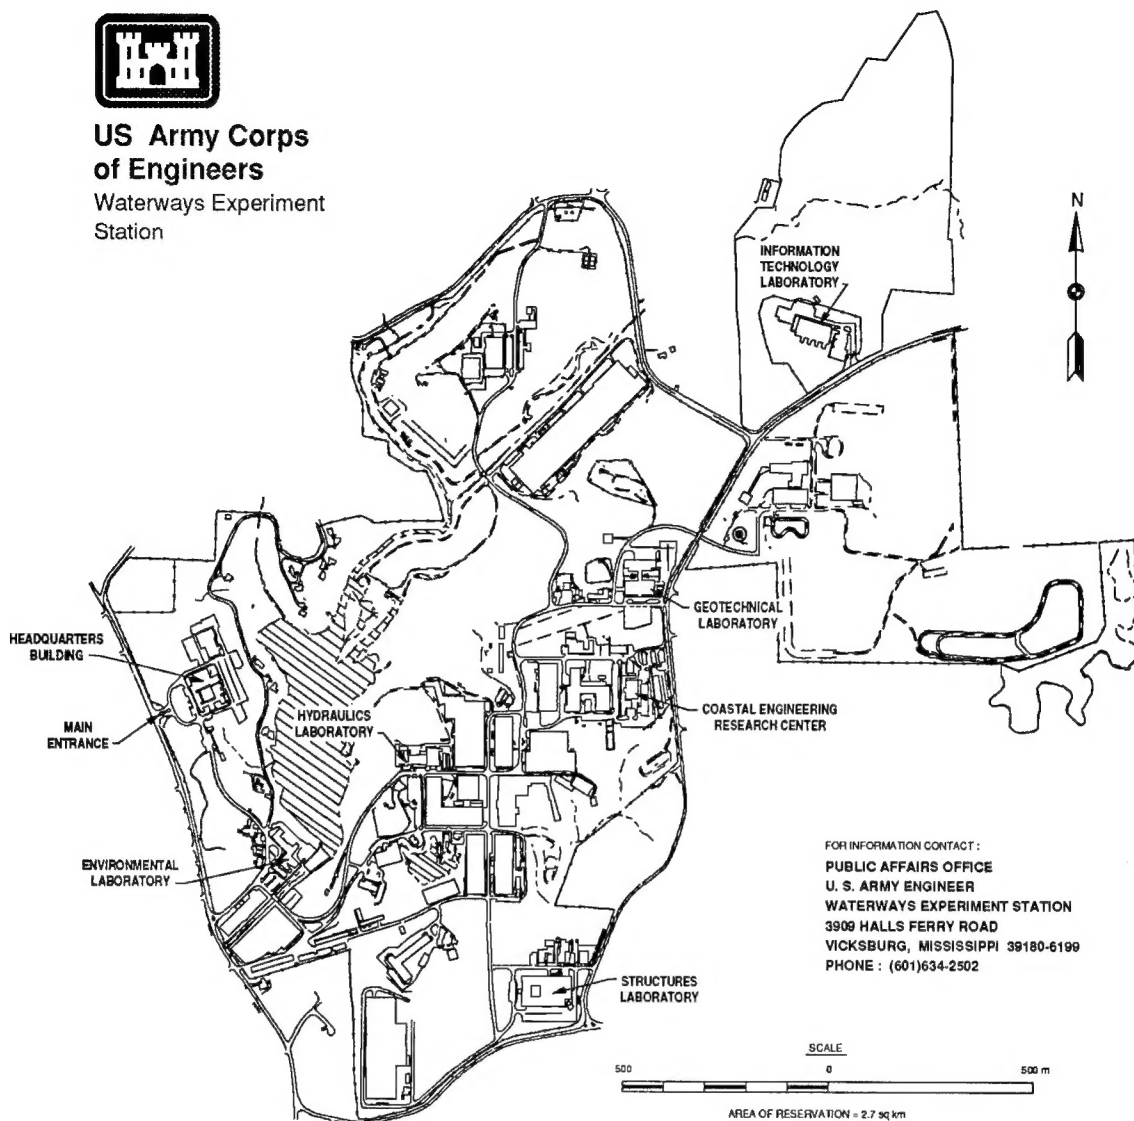 US Army Corps
of Engineers
Waterways Experiment
Station
N
INFORMATION
TECHNOLOGY
LABORATORY
GEOTECHNICAL
LABORATORY
HEADQUARTERS
BUILDING
MAIN
ENTRANCE
HYDRAULICS
LABORATORY
COASTAL ENGINEERING
RESEARCH CENTER
ENVIRONMENTAL
LABORATORY
STRUCTURES
LABORATORY
FOR INFORMATION CONTACT :
PUBLIC AFFAIRS OFFICE
U. S. ARMY ENGINEER
WATERWAYS EXPERIMENT STATION
3909 HALLS FERRY ROAD
VICKSBURG, MISSISSIPPI 39180-6199
PHONE : (601)634-2502
SCALE
500 0 500 m
AREA OF RESERVATION = 2.7 sq km